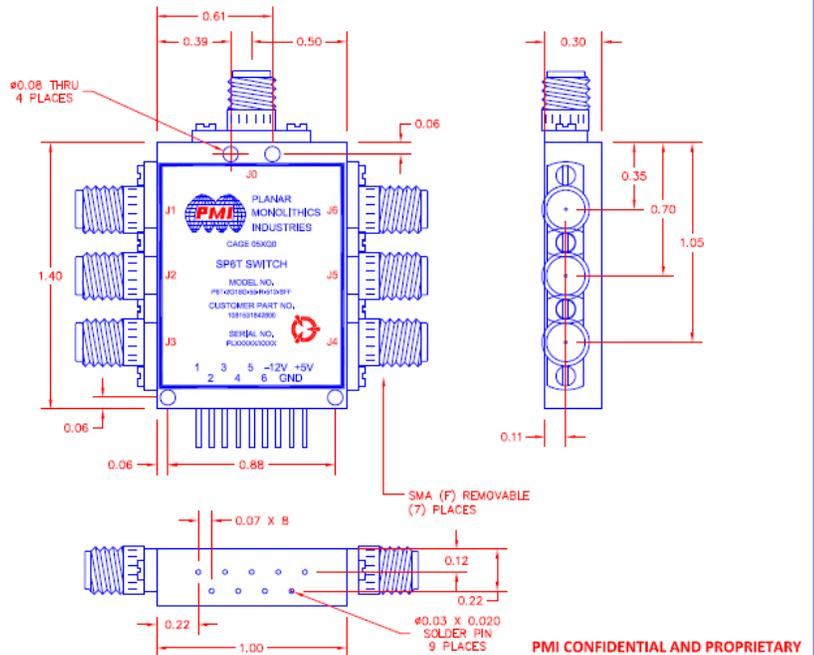 0.61
0.39
0.50
0.30
ø0.08 THRU
4 PLACES
0.06
J0
0.35
0.70
1.05
1.40
J1
PMI
PLANAR
MONOLITHICS
INDUSTRIES
J6
CAGE 05XQ0
SP6T SWITCH
J2
J5
MODEL NO.
CUSTOMER PART NO.
SERIAL NO.
J3
J4
1 3 5 -12V +5V
2 4 6 GND
0.06
0.11
0.06
0.88
SMA (F) REMOVABLE
(7) PLACES
0.07 X 8
0.12
0.22
0.22
ø0.03 X 0.020
SOLDER PIN
9 PLACES
1.00
PMI CONFIDENTIAL AND PROPRIETARY